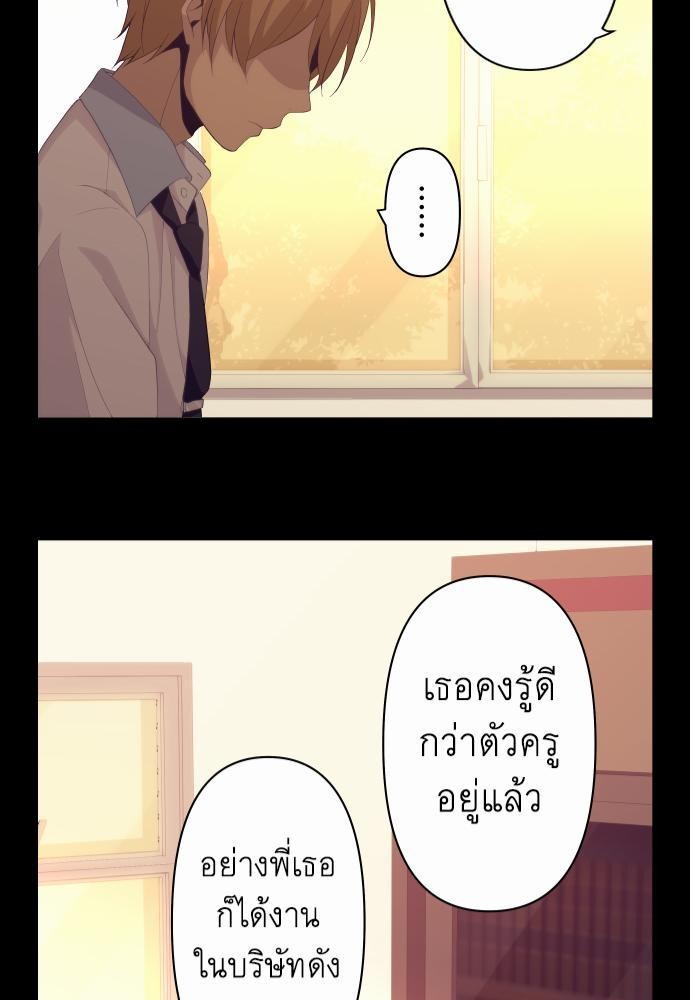 ......
เธอคงรู้ดี
กว่าตัวครู
อยู่แล้ว
อย่างพี่เธอ
ก็ได้งาน
ในบริษัทดัง